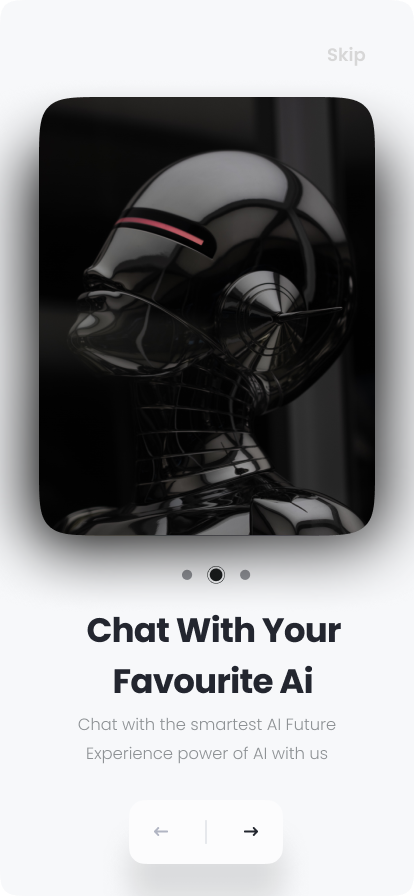 Skip
Chat With Your
Favourite Ai
Chat with the smartest AI Future
Experience power of AI with us